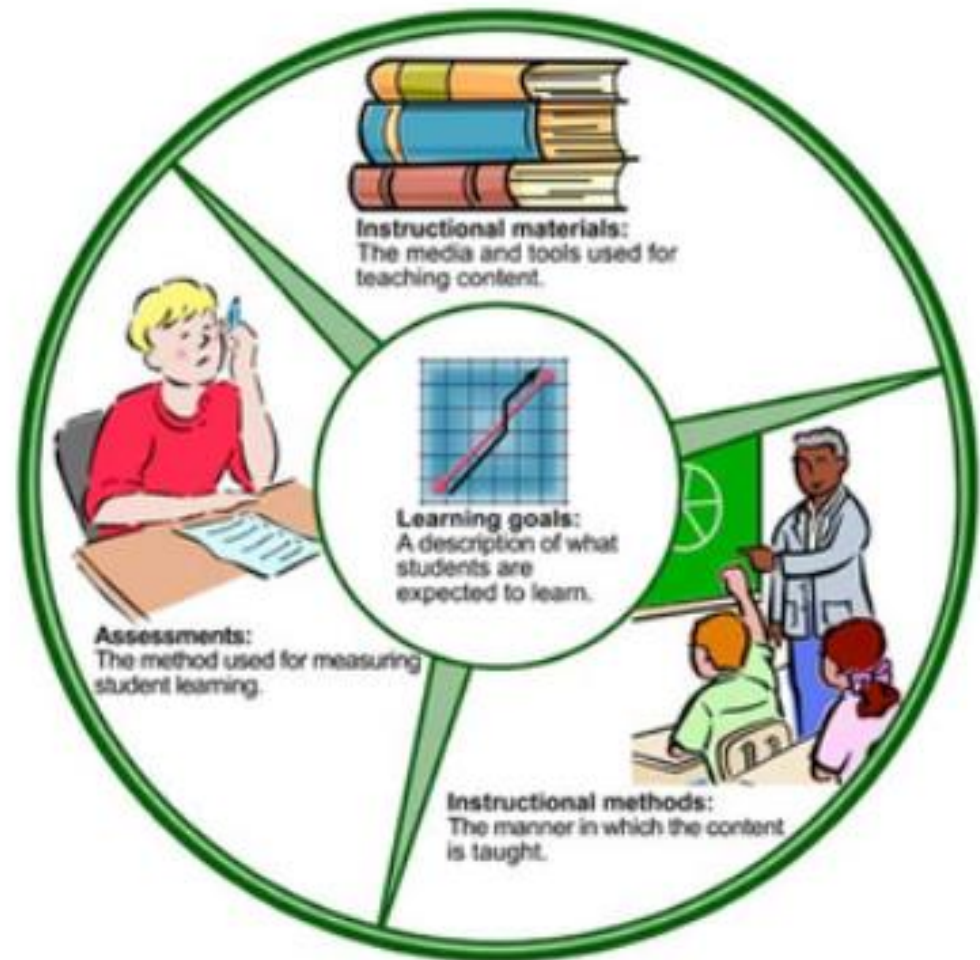 Instructional materials:
The media and tools used for
teaching content.
Learning goals:
A description of what
students are
expected to learn.
Assessments:
The method used for measuring
student learning.
Instructional methods:
The manner in which the content
is taught.